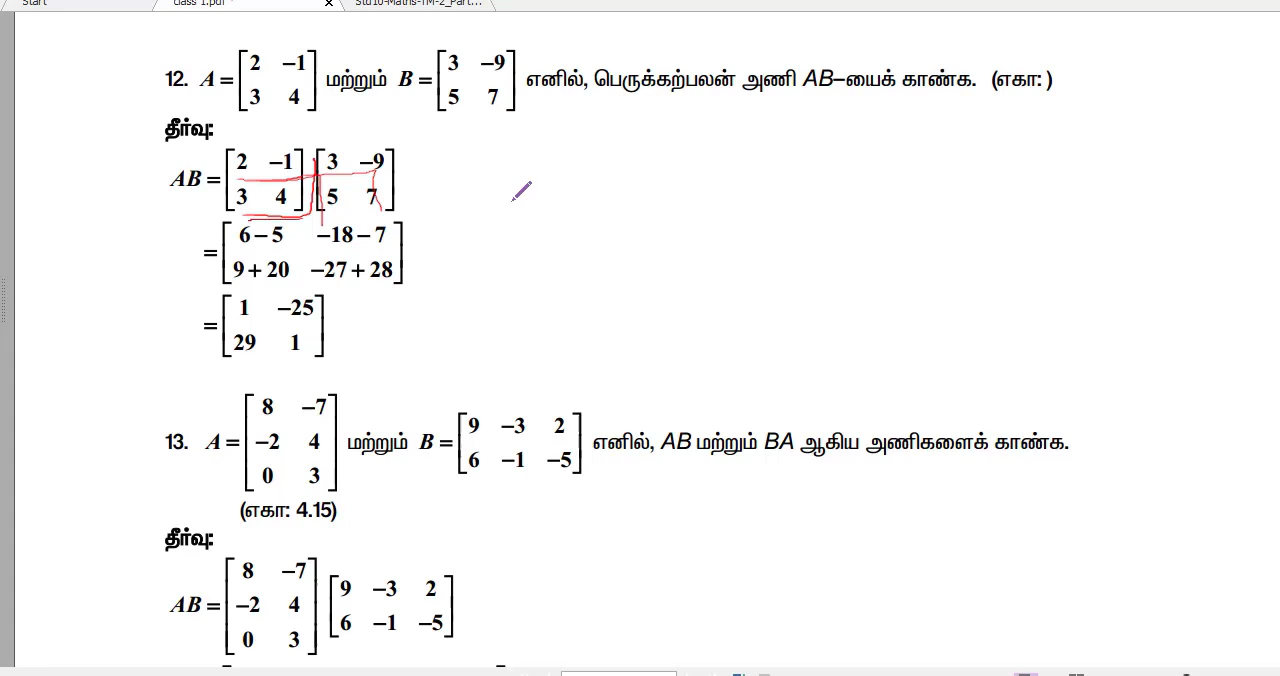 Start class 1.pdf * x Std10-Maths-TM-2_Part...
12. A = [2 −1 / 3 4] மற்றும் B = [3 −9 / 5 7] எனில், பெருக்கற்பலன் அணி AB–யைக் காண்க. (எகா: )
தீர்வு:
AB = [2 −1 / 3 4] [3 −9 / 5 7]
= [6 − 5 −18 − 7 / 9 + 20 −27 + 28]
= [1 −25 / 29 1]
13. A = [8 −7 / −2 4 / 0 3] மற்றும் B = [9 −3 2 / 6 −1 −5] எனில், AB மற்றும் BA ஆகிய அணிகளைக் காண்க.
(எகா: 4.15)
தீர்வு:
AB = [8 −7 / −2 4 / 0 3] [9 −3 2 / 6 −1 −5]